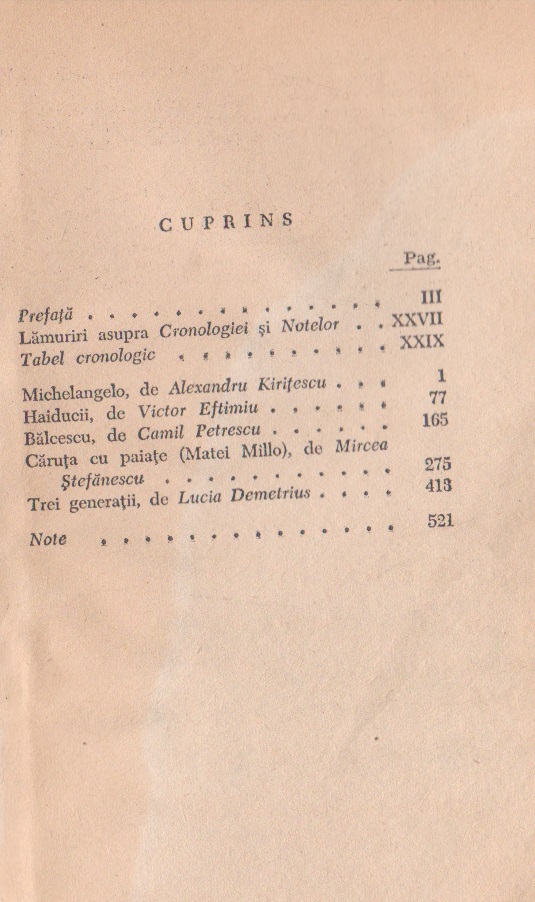 CUPRINS
Pag.
Prefață . . . . . . . . . . . . . . III
Lămuriri asupra Cronologiei și Notelor . . XXVII
Tabel cronologic . . . . . . . . . . XXIX
Michelangelo, de Alexandru Kirițescu . . . 1
Haiducii, de Victor Eftimiu . . . . . . 77
Bălcescu, de Camil Petrescu . . . . . . 165
Căruța cu paiațe (Matei Millo), de Mircea
Ștefănescu . . . . . . . . . . . 275
Trei generații, de Lucia Demetrius . . . . 413
Note . . . . . . . . . . . . . . 521